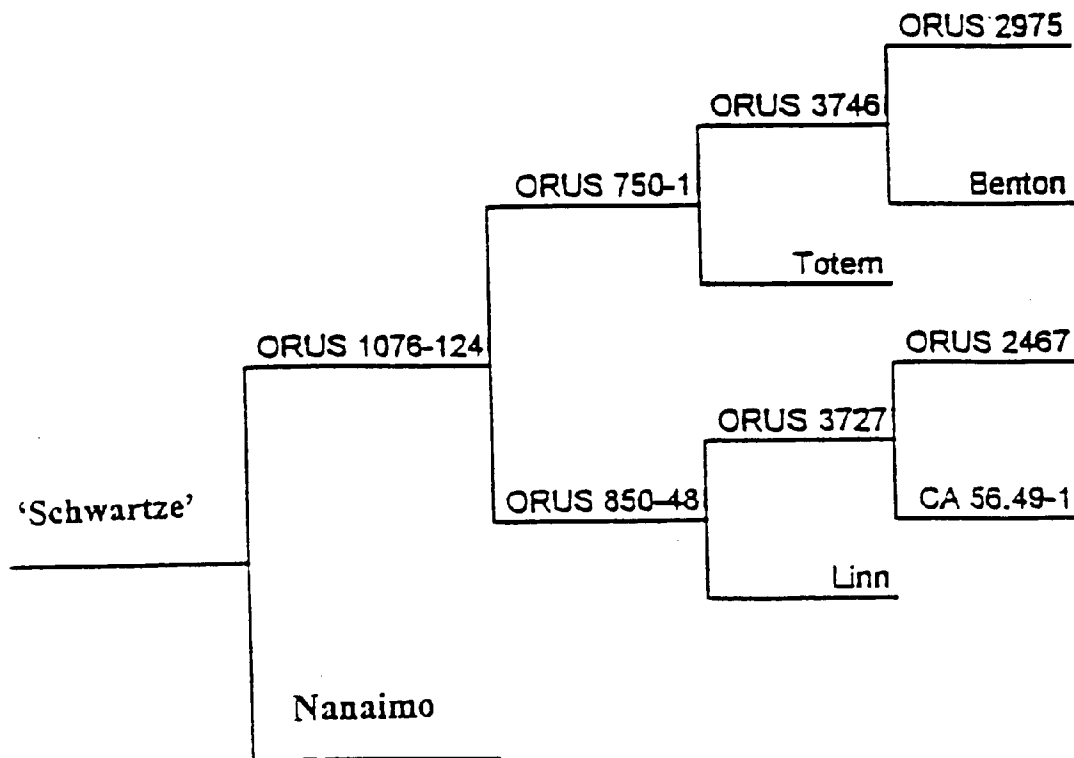 ORUS 2975
ORUS 3746
ORUS 750-1
Benton
Totem
ORUS 1076-124
ORUS 2467
ORUS 3727
'Schwartze'
ORUS 850-48
CA 56.49-1
Linn
Nanaimo